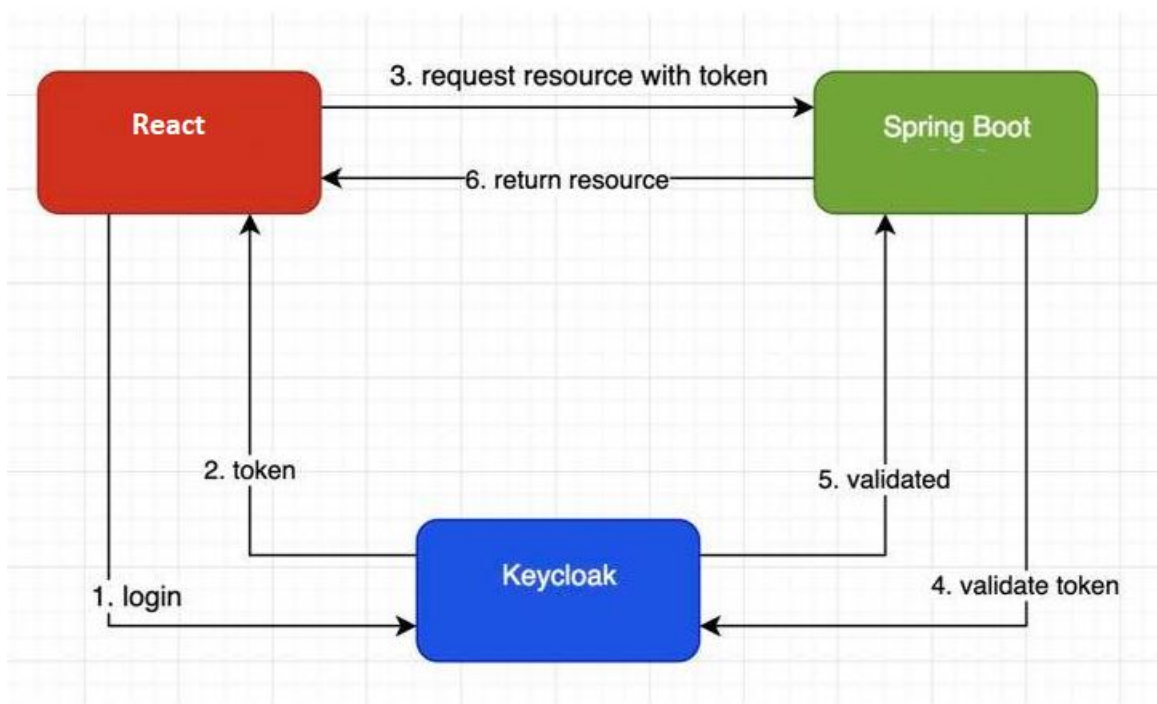 3. request resource with token
React
Spring Boot
6. return resource
2. token
5. validated
Keycloak
1. login
4. validate token